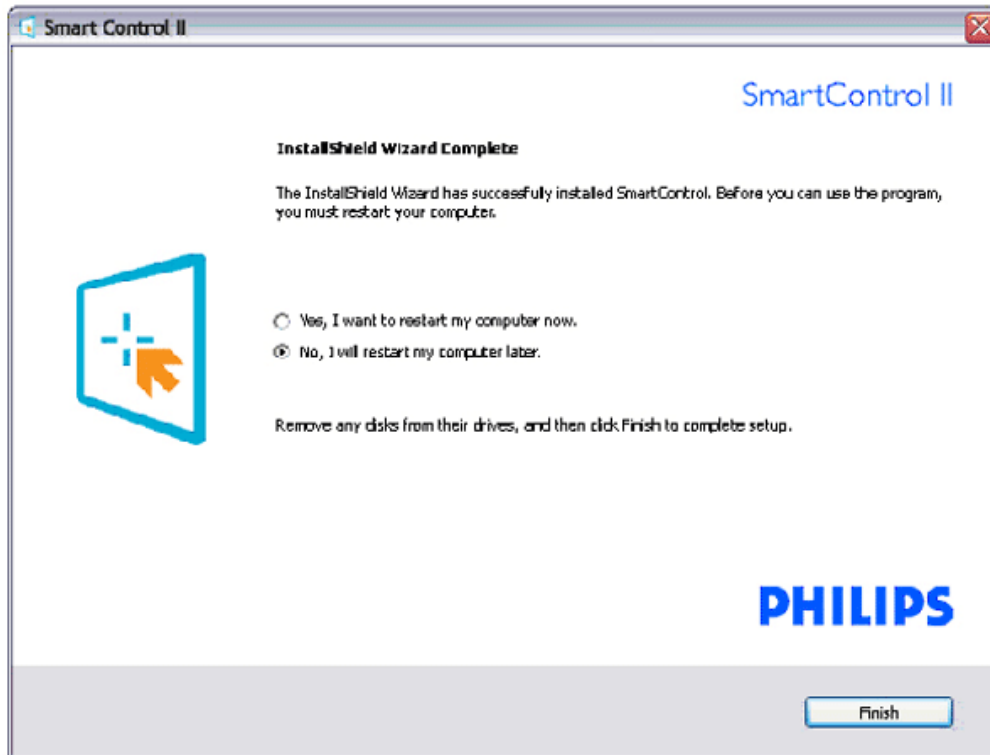 Smart Control II
SmartControl II
InstallShield Wizard Complete
The InstallShield Wizard has successfully installed SmartControl. Before you can use the program,
you must restart your computer.
Yes, I want to restart my computer now.
No, I will restart my computer later.
Remove any disks from their drives, and then click Finish to complete setup.
PHILIPS
Finish